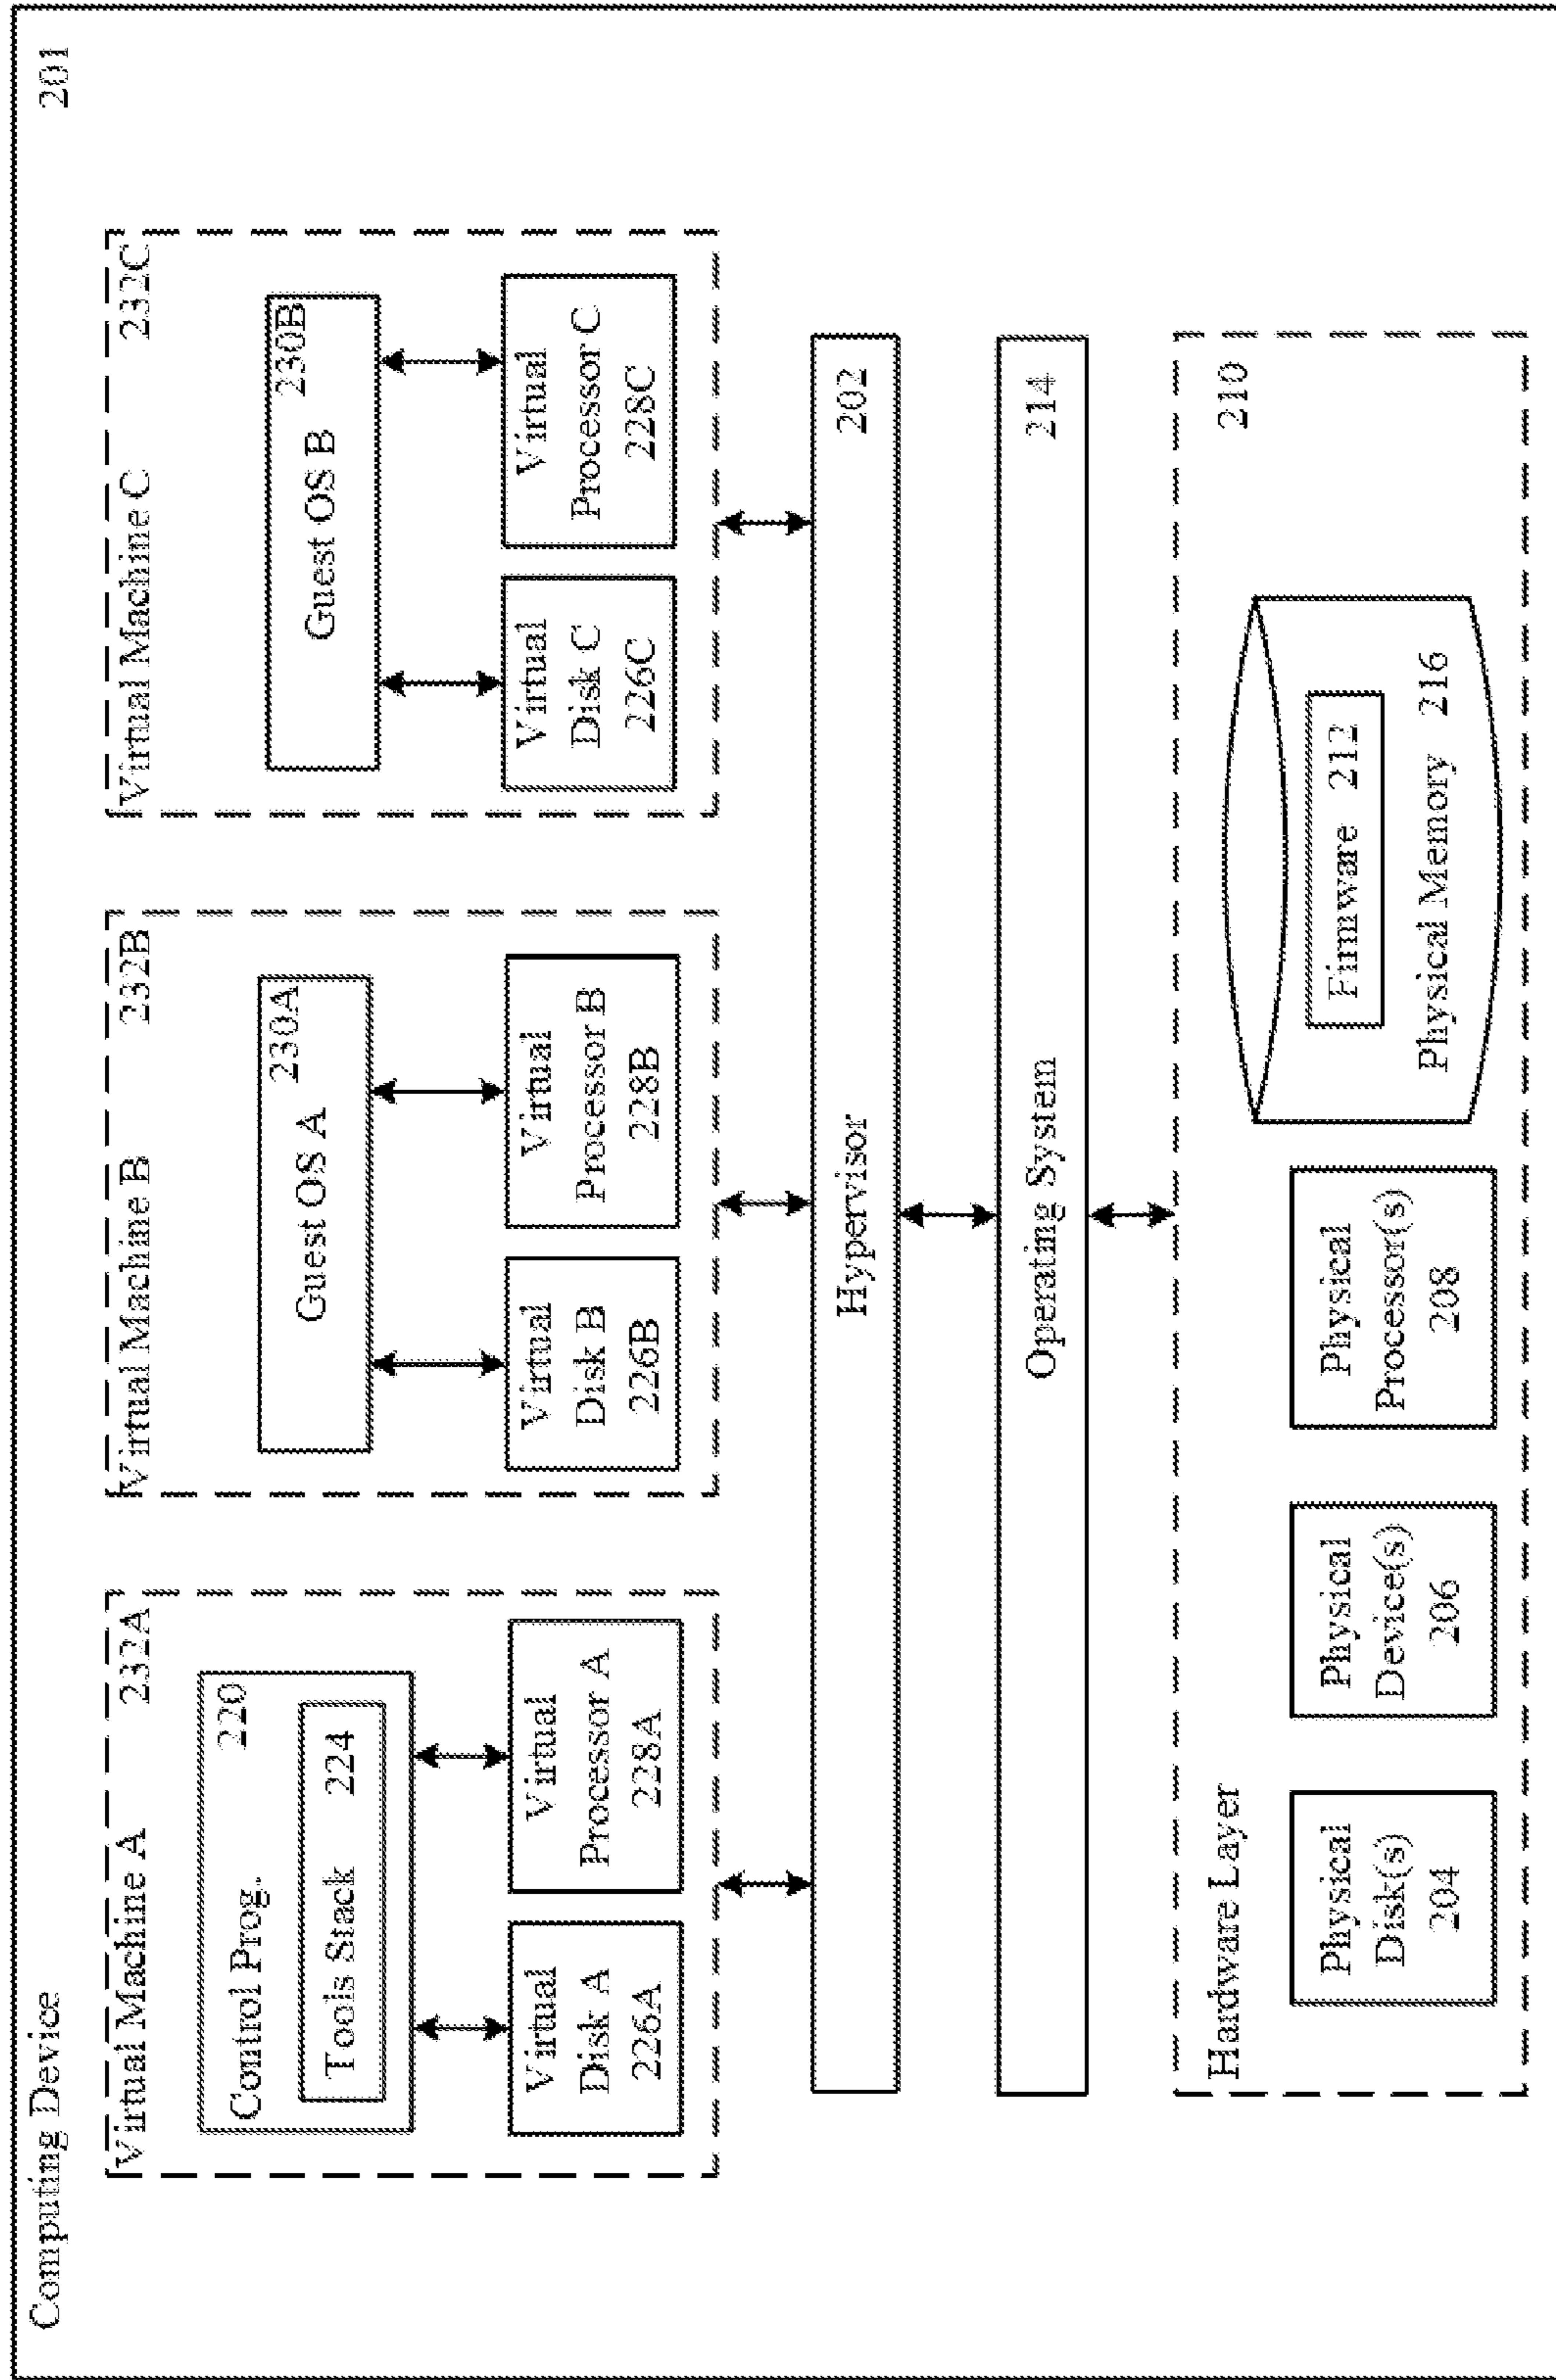 Computing Device
201
Virtual Machine A
232A
Control Prog.
220
Tools Stack
224
Virtual
Disk A
226A
Virtual
Processor A
228A
Virtual Machine B
232B
Guest OS A
230A
Virtual
Disk B
226B
Virtual
Processor B
228B
Virtual Machine C
232C
Guest OS B
230B
Virtual
Disk C
226C
Virtual
Processor C
228C
Hypervisor
202
Operating System
214
Hardware Layer
210
Physical
Disk(s)
204
Physical
Device(s)
206
Physical
Processor(s)
208
Firmware 212
Physical Memory 216